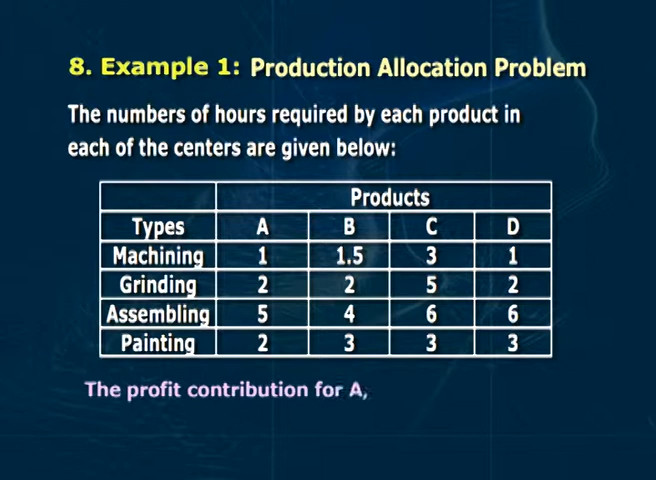 8. Example 1: Production Allocation Problem
The numbers of hours required by each product in
each of the centers are given below:
Products
Types A B C D
Machining 1 1.5 3 1
Grinding 2 2 5 2
Assembling 5 4 6 6
Painting 2 3 3 3
The profit contribution for A,